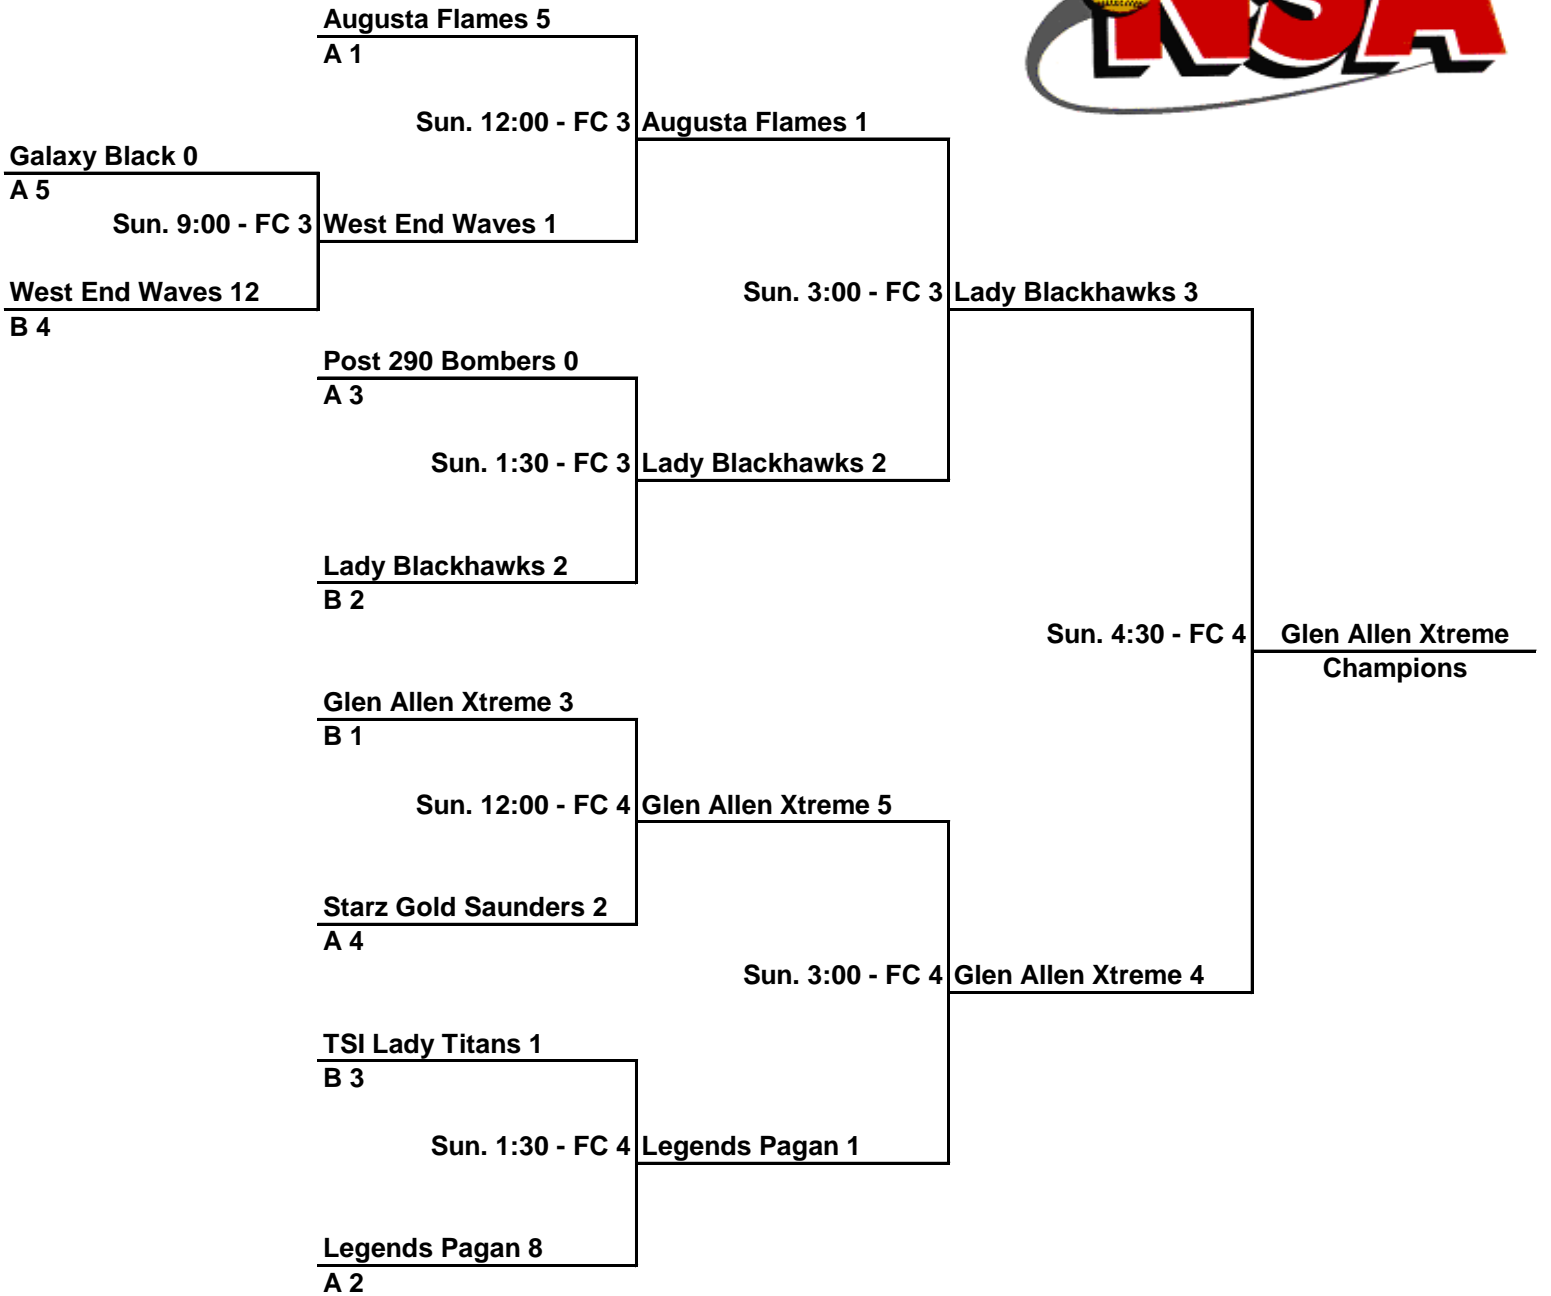 NSA
Augusta Flames 5
A 1
Sun. 12:00 - FC 3
Augusta Flames 1
Galaxy Black 0
A 5
Sun. 9:00 - FC 3
West End Waves 1
West End Waves 12
B 4
Sun. 3:00 - FC 3
Lady Blackhawks 3
Post 290 Bombers 0
A 3
Sun. 1:30 - FC 3
Lady Blackhawks 2
Lady Blackhawks 2
B 2
Sun. 4:30 - FC 4
Glen Allen Xtreme
Champions
Glen Allen Xtreme 3
B 1
Sun. 12:00 - FC 4
Glen Allen Xtreme 5
Starz Gold Saunders 2
A 4
Sun. 3:00 - FC 4
Glen Allen Xtreme 4
TSI Lady Titans 1
B 3
Sun. 1:30 - FC 4
Legends Pagan 1
Legends Pagan 8
A 2